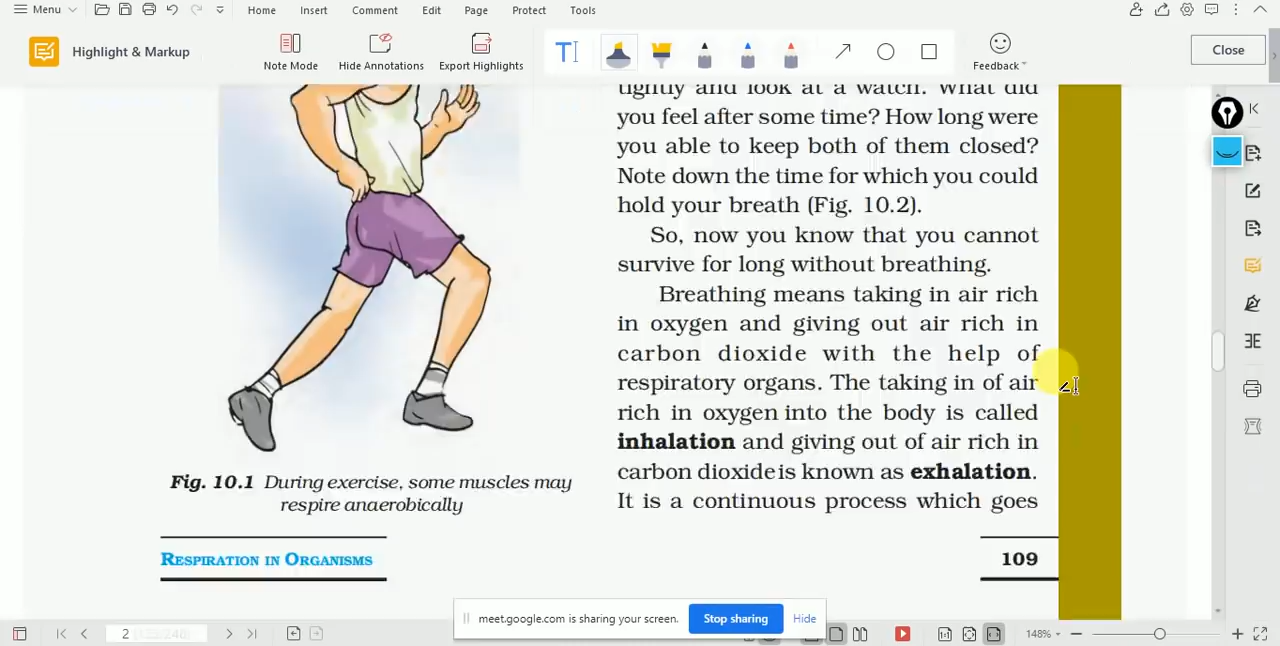 Menu
Home
Insert
Comment
Edit
Page
Protect
Tools
Highlight & Markup
Note Mode
Hide Annotations
Export Highlights
Feedback
Close
tightly and look at a watch. What did
you feel after some time? How long were
you able to keep both of them closed?
Note down the time for which you could
hold your breath (Fig. 10.2).
So, now you know that you cannot
survive for long without breathing.
Breathing means taking in air rich
in oxygen and giving out air rich in
carbon dioxide with the help of
respiratory organs. The taking in of air
rich in oxygen into the body is called
inhalation and giving out of air rich in
carbon dioxide is known as exhalation.
It is a continuous process which goes
Fig. 10.1 During exercise, some muscles may
respire anaerobically
RESPIRATION IN ORGANISMS
109
meet.google.com is sharing your screen.
Stop sharing
Hide
2 (123/248)
148%